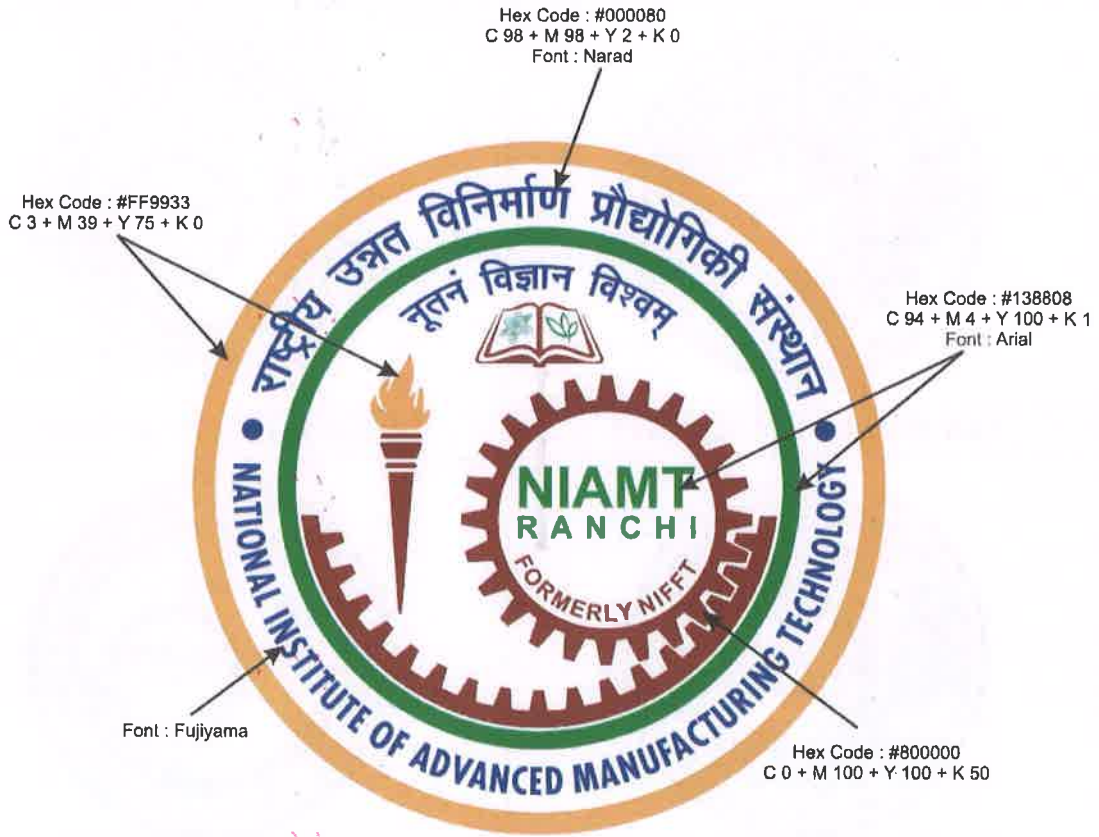 Hex Code : #000080
C 98 + M 98 + Y 2 + K 0
Font : Narad
Hex Code : #FF9933
C 3 + M 39 + Y 75 + K 0
राष्ट्रीय उन्नत विनिर्माण प्रौद्योगिकी संस्थान
नूतनं विज्ञान विश्वम्
Hex Code : #138808
C 94 + M 4 + Y 100 + K 1
Font : Arial
NIAMT
RANCHI
FORMERLY NIFFT
NATIONAL INSTITUTE OF ADVANCED MANUFACTURING TECHNOLOGY
Font : Fujiyama
Hex Code : #800000
C 0 + M 100 + Y 100 + K 50